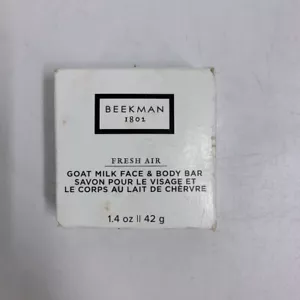 BEEKMAN
1802
FRESH AIR
GOAT MILK FACE & BODY BAR
SAVON POUR LE VISAGE ET
LE CORPS AU LAIT DE CHÈRVRE
1.4 oz || 42 g